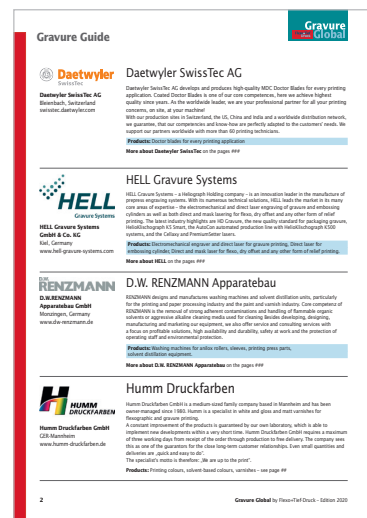 Gravure
Global
Gravure Guide
Daetwyler
SwissTec
Daetwyler SwissTec AG
Bleienbach, Switzerland
swisstec.daetwyler.com
Daetwyler SwissTec AG
Daetwyler SwissTec AG develops and produces high-quality MDC Doctor Blades for every printing
application. Coated Doctor Blades is one of our core competences, here we achieve highest
quality since years. As the worldwide leader, we are your professional partner for all your printing
concerns, on site, at your machine!
With our production sites in Switzerland, the US, China and India and a worldwide distribution network,
we guarantee, that our competencies and know-how are perfectly adapted to the customers' needs. We
support our partners worldwide with more than 60 printing technicians.
Products: Doctor blades for every printing application
More about Daetwyler SwissTec on the pages ###
HELL
Gravure Systems
HELL Gravure Systems
GmbH & Co. KG
Kiel, Germany
www.hell-gravure-systems.com
HELL Gravure Systems
HELL Gravure Systems – a Heliograph Holding company – is an innovation leader in the manufacture of
prepress engraving systems. With its numerous technical solutions, HELL leads the market in its many
core areas of expertise – the electromechanical and direct laser engraving of gravure and embossing
cylinders as well as both direct and mask lasering for flexo, dry offset and any other form of relief
printing. The latest industry highlights are HD Gravure, the new quality standard for packaging gravure,
HelioKlischograph K5 Smart, the AutoCon automated production line with HelioKlischograph K500
systems, and the Cellaxy and PremiumSetter lasers.
Products: Electromechanical engraver and direct laser for gravure printing, Direct laser for
embossing cylinder, Direct and mask laser for flexo, dry offset and any other form of relief printing.
More about HELL on the pages ###
D.W.
RENZMANN
D.W.RENZMANN
Apparatebau GmbH
Monzingen, Germany
www.dw-renzmann.de
D.W. RENZMANN Apparatebau
RENZMANN designs and manufactures washing machines and solvent distillation units, particularly
for the printing and paper processing industry and the paint and varnish industry. Core competency of
RENZMANN is the removal of strong adherent contaminations and handling of flammable organic
solvents or aggressive alkaline cleaning media used for cleaning Besides developing, designing,
manufacturing and marketing our equipment, we also offer service and consulting services with
a focus on profitable solutions, high availability and durability, safety at work and the protection of
operating staff and environmental protection.
Products: Washing machines for anilox rollers, sleeves, printing press parts,
solvent distillation equipment.
More about D.W. RENZMANN Apparatebau on the pages ###
HUMM
DRUCKFARBEN
Humm Druckfarben GmbH
GER-Mannheim
www.humm-druckfarben.de
Humm Druckfarben
Humm Druckfarben GmbH is a medium-sized family company based in Mannheim and has been
owner-managed since 1980. Humm is a specialist in white and gloss and matt varnishes for
flexographic and gravure printing.
A constant improvement of the products is guaranteed by our own laboratory, which is able to
implement new developments within a very short time. Humm Druckfarben GmbH requires a maximum
of three working days from receipt of the order through production to free delivery. The company sees
this as one of the guarantors for the close long-term customer relationships. Even small quantities and
deliveries are „quick and easy to do".
The specialist's motto is therefore: „We are up to the print".
Products: Printing colours, solvent-based colours, varnishes – see page ##
2
Gravure Global by Flexo+Tief-Druck – Edition 2020